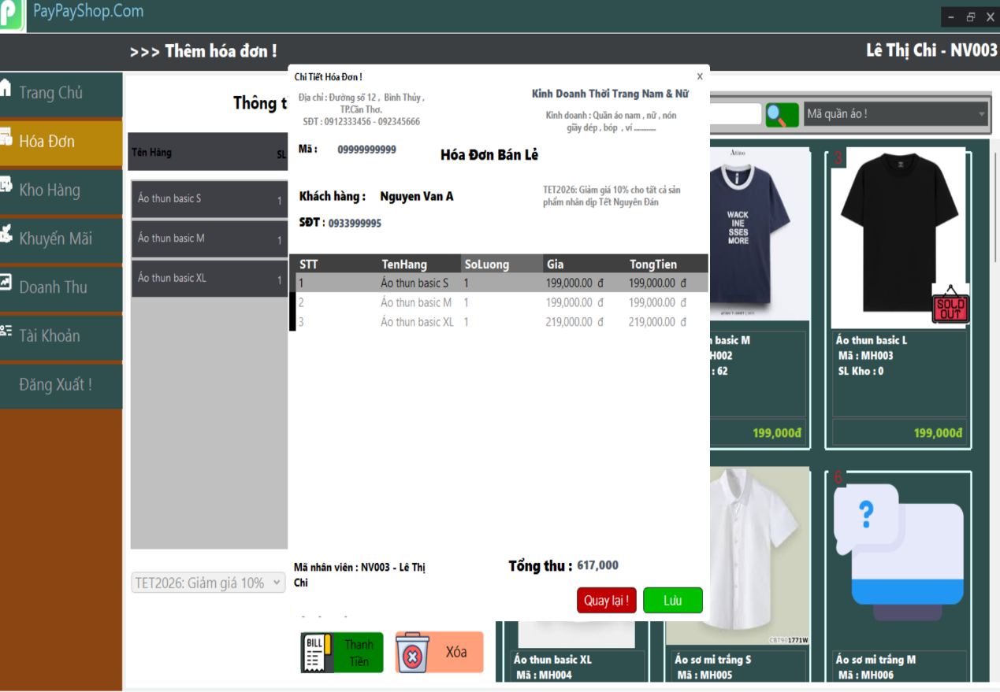 PayPayShop.Com
>>> Thêm hóa đơn !
Lê Thị Chi - NV003
Trang Chủ
Hóa Đơn
Kho Hàng
Khuyến Mãi
Doanh Thu
Tài Khoản
Đăng Xuất !
Thông t
Tên Hàng
SL
Áo thun basic S 1
Áo thun basic M 1
Áo thun basic XL 1
TET2026: Giảm giá 10%
Chi Tiết Hóa Đơn !
X
Địa chỉ : Đường số 12 , Bình Thủy ,
TP.Cần Thơ.
SĐT : 0912333456 - 092345666
Kinh Doanh Thời Trang Nam & Nữ
Kinh doanh : Quần áo nam , nữ , nón
giầy dép , bóp , ví ...........
Mã : 09999999999
Hóa Đơn Bán Lẻ
Khách hàng : Nguyen Van A
SĐT : 0933999995
TET2026: Giảm giá 10% cho tất cả sản
phẩm nhân dịp Tết Nguyên Đán
STT TenHang SoLuong Gia TongTien
1 Áo thun basic S 1 199,000.00 đ 199,000.00 đ
2 Áo thun basic M 1 199,000.00 đ 199,000.00 đ
3 Áo thun basic XL 1 219,000.00 đ 219,000.00 đ
Mã nhân viên : NV003 - Lê Thị
Chi
Tổng thu : 617,000
Quay lại !
Lưu
BILL
Thanh
Tiền
Xóa
Mã quần áo !
Atino
WACK
INE
SSES
MORE
basic M
H002
: 62
199,000đ
3
SOLD
OUT
Áo thun basic L
Mã : MH003
SL Kho : 0
199,000đ
Áo thun basic XL
Mã : MH004
CBT901771W
Áo sơ mi trắng S
Mã : MH005
6
?
Áo sơ mi trắng M
Mã : MH006